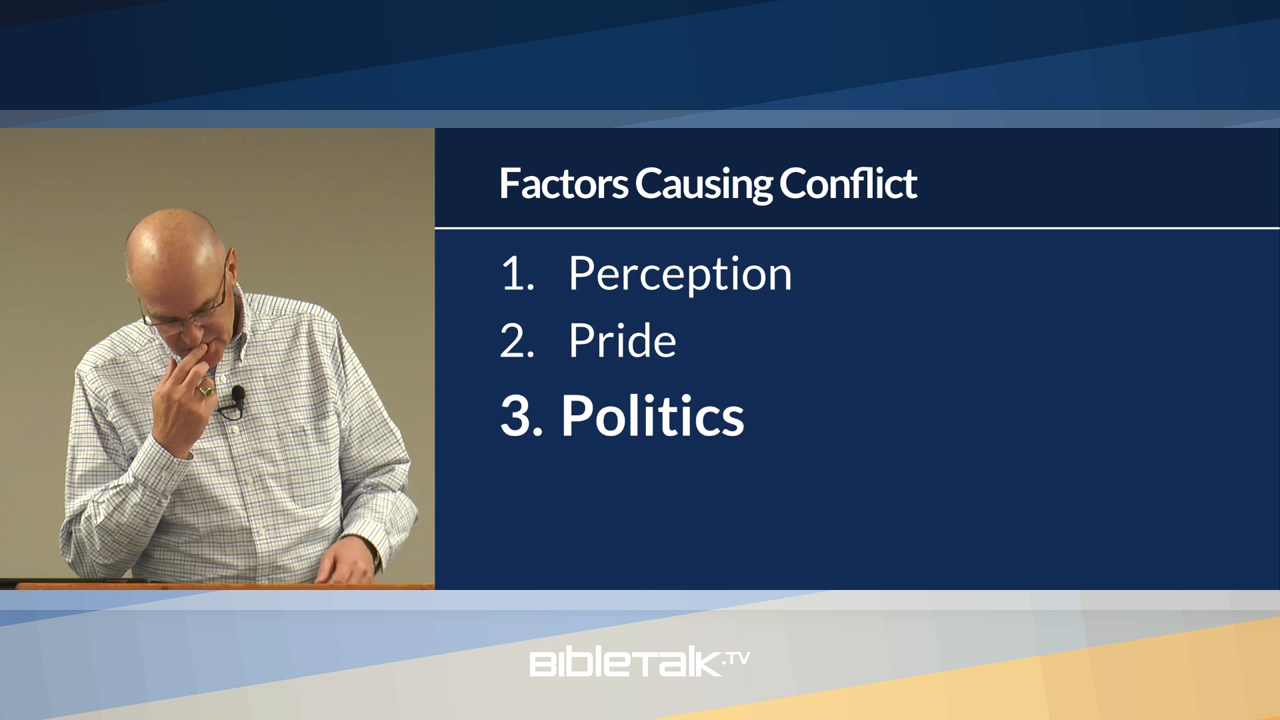 Factors Causing Conflict
1. Perception
2. Pride
3. Politics
BibleTalk.TV